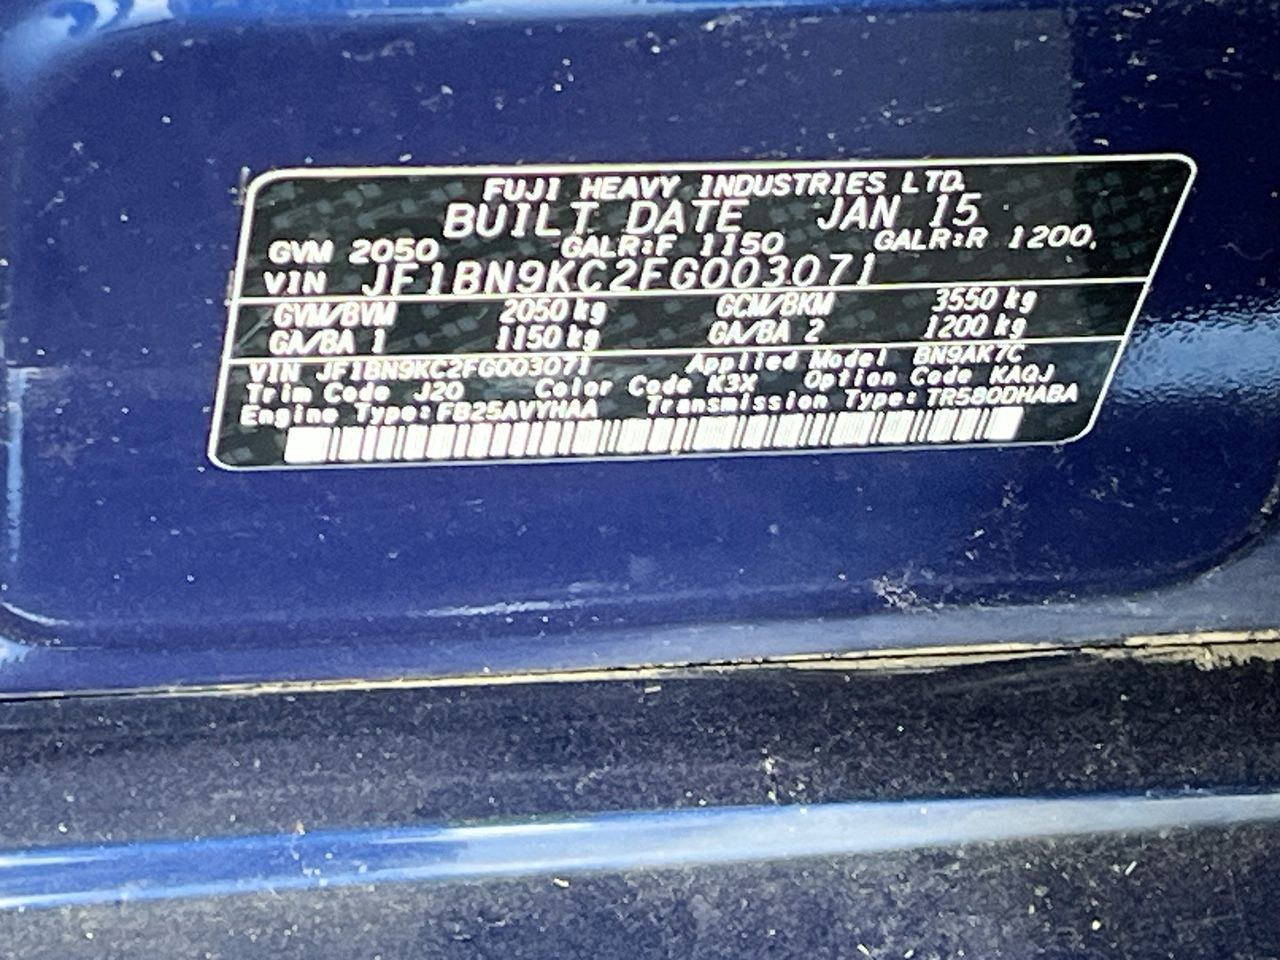 FUJI HEAVY INDUSTRIES LTD.
BUILT DATE JAN 15
GVM 2050 GALR:F 1150 GALR:R 1200.
VIN JF1BN9KC2FG003071
GVM/BVM 2050 kg GCM/BKM 3550 kg
GA/BA 1 1150 kg GA/BA 2 1200 kg
VIN JF1BN9KC2FG003071 Applied Model BN9AK7C
Trim Code J20 Color Code K3X Option Code KAQJ
Engine Type:FB25AVYHAA Transmission Type:TR580DHABA